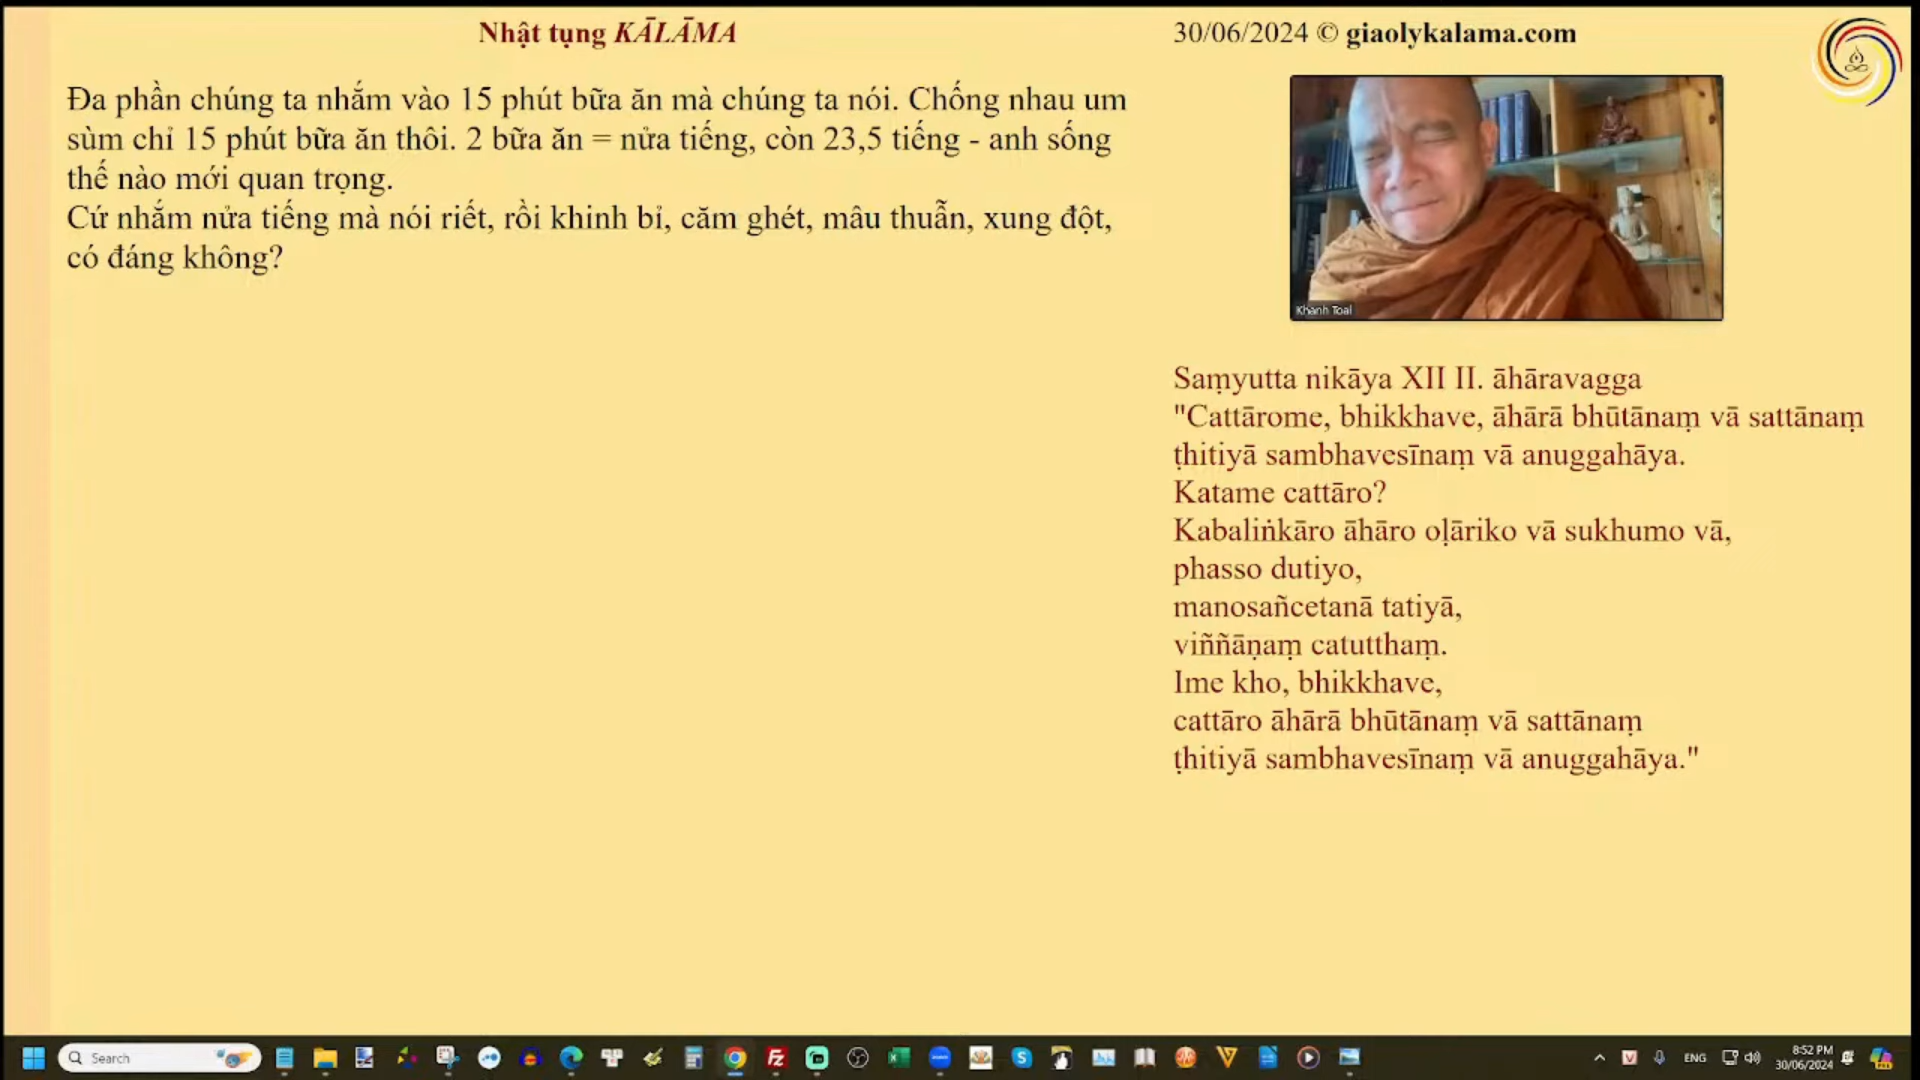 Nhật tụng KĀLĀMA
30/06/2024 © giaolykalama.com
Đa phần chúng ta nhắm vào 15 phút bữa ăn mà chúng ta nói. Chống nhau um
sùm chỉ 15 phút bữa ăn thôi. 2 bữa ăn = nửa tiếng, còn 23,5 tiếng - anh sống
thế nào mới quan trọng.
Cứ nhắm nửa tiếng mà nói riết, rồi khinh bỉ, căm ghét, mâu thuẫn, xung đột,
có đáng không?
Khanh Toai
Saṃyutta nikāya XII II. āhāravagga
"Cattārome, bhikkhave, āhārā bhūtānaṃ vā sattānaṃ
ṭhitiyā sambhavesīnaṃ vā anuggahāya.
Katame cattāro?
Kabaliṅkāro āhāro oḷāriko vā sukhumo vā,
phasso dutiyo,
manosañcetanā tatiyā,
viññāṇaṃ catutthaṃ.
Ime kho, bhikkhave,
cattāro āhārā bhūtānaṃ vā sattānaṃ
ṭhitiyā sambhavesīnaṃ vā anuggahāya."
Search
ENG
8:52 PM
30/06/2024